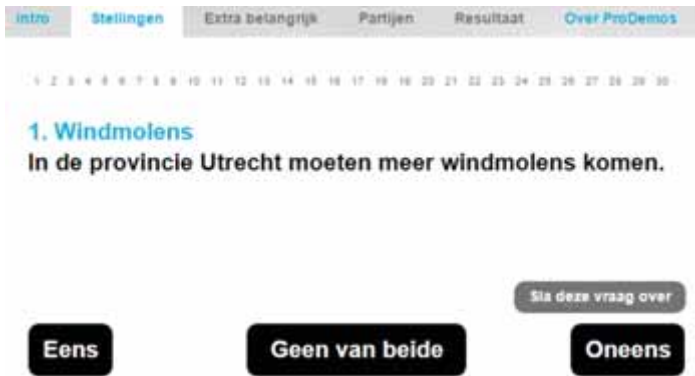 Intro Stellingen Extra belangrijk Partijen Resultaat Over ProDemos
1 2 3 4 5 6 7 8 9 10 11 12 13 14 15 16 17 18 19 20 21 22 23 24 25 26 27 28 29 30
1. Windmolens
In de provincie Utrecht moeten meer windmolens komen.
Sla deze vraag over
Eens Geen van beide Oneens